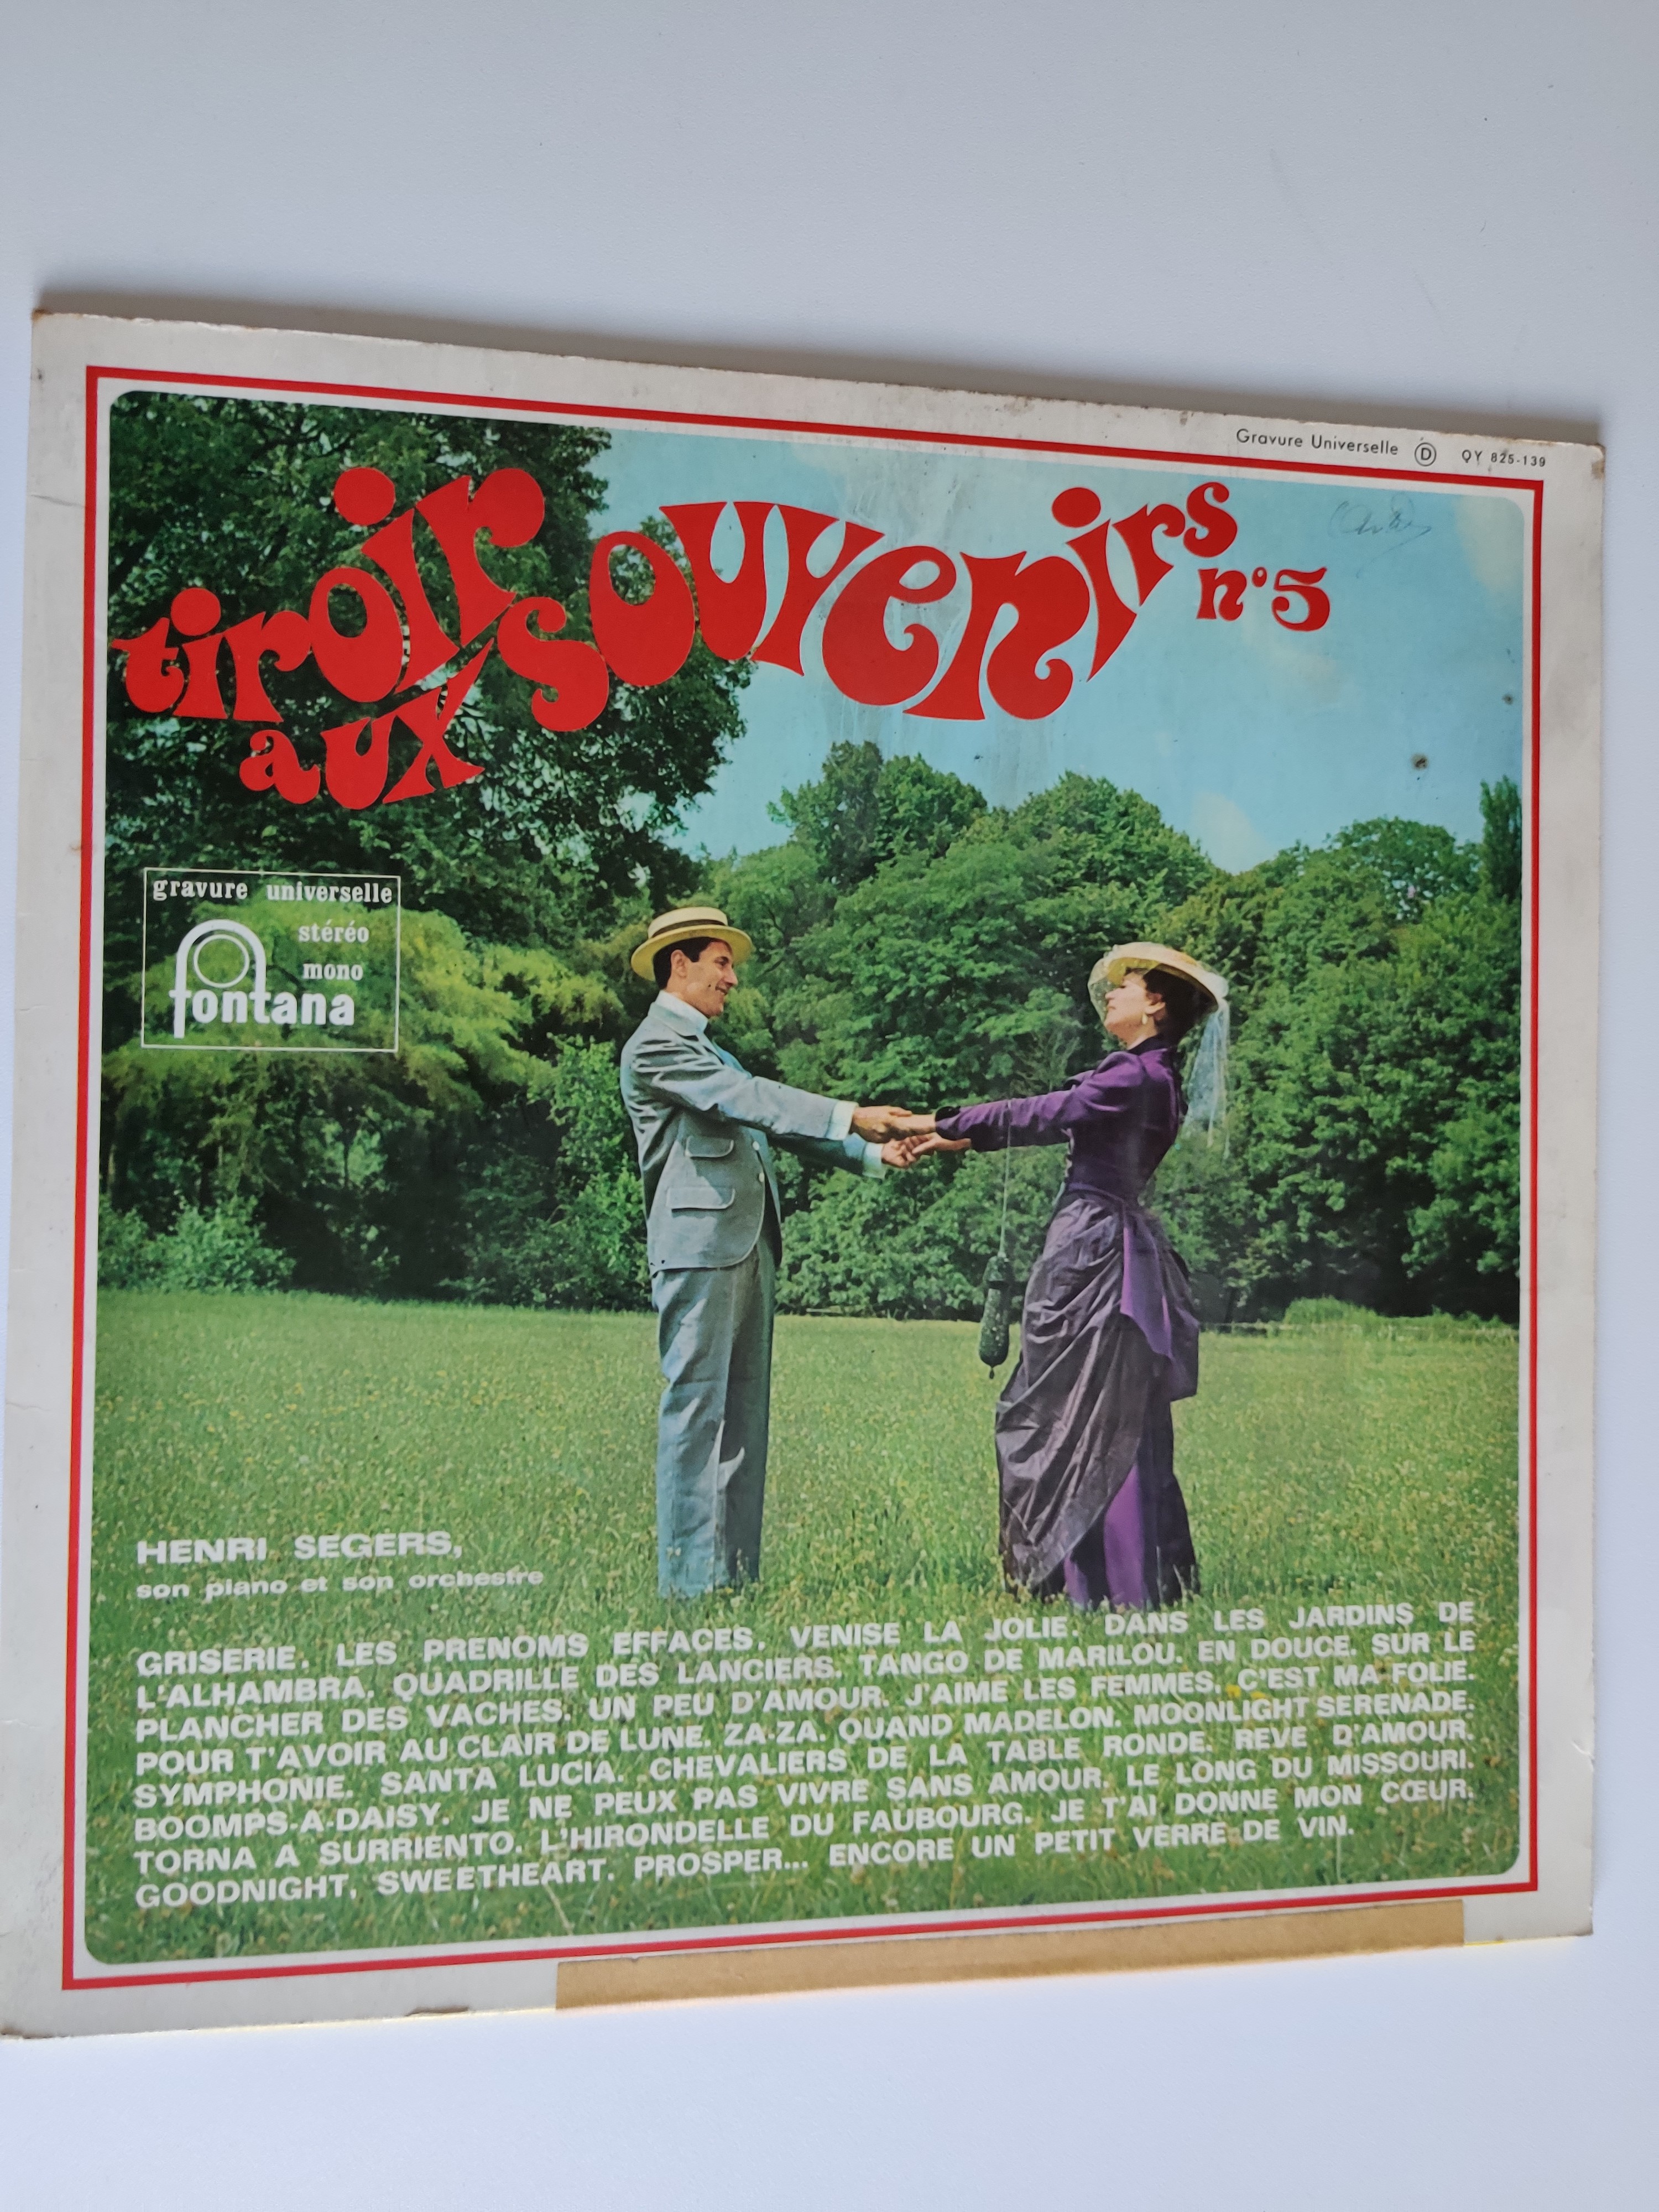 Gravure Universelle D QY 825-139
tiroir
aux souvenirs n°5
gravure universelle
stéréo
mono
fontana
HENRI SEGERS,
son piano et son orchestre
GRISERIE. LES PRENOMS EFFACES. VENISE LA JOLIE. DANS LES JARDINS DE
L'ALHAMBRA. QUADRILLE DES LANCIERS. TANGO DE MARILOU. EN DOUCE. SUR LE
PLANCHER DES VACHES. UN PEU D'AMOUR. J'AIME LES FEMMES. C'EST MA FOLIE.
POUR T'AVOIR AU CLAIR DE LUNE. ZA-ZA. QUAND MADELON. MOONLIGHT SERENADE.
SYMPHONIE. SANTA LUCIA. CHEVALIERS DE LA TABLE RONDE. REVE D'AMOUR.
BOOMPS-A-DAISY. JE NE PEUX PAS VIVRE SANS AMOUR. LE LONG DU MISSOURI.
TORNA A SURRIENTO. L'HIRONDELLE DU FAUBOURG. JE T'AI DONNE MON CŒUR.
GOODNIGHT, SWEETHEART. PROSPER... ENCORE UN PETIT VERRE DE VIN.